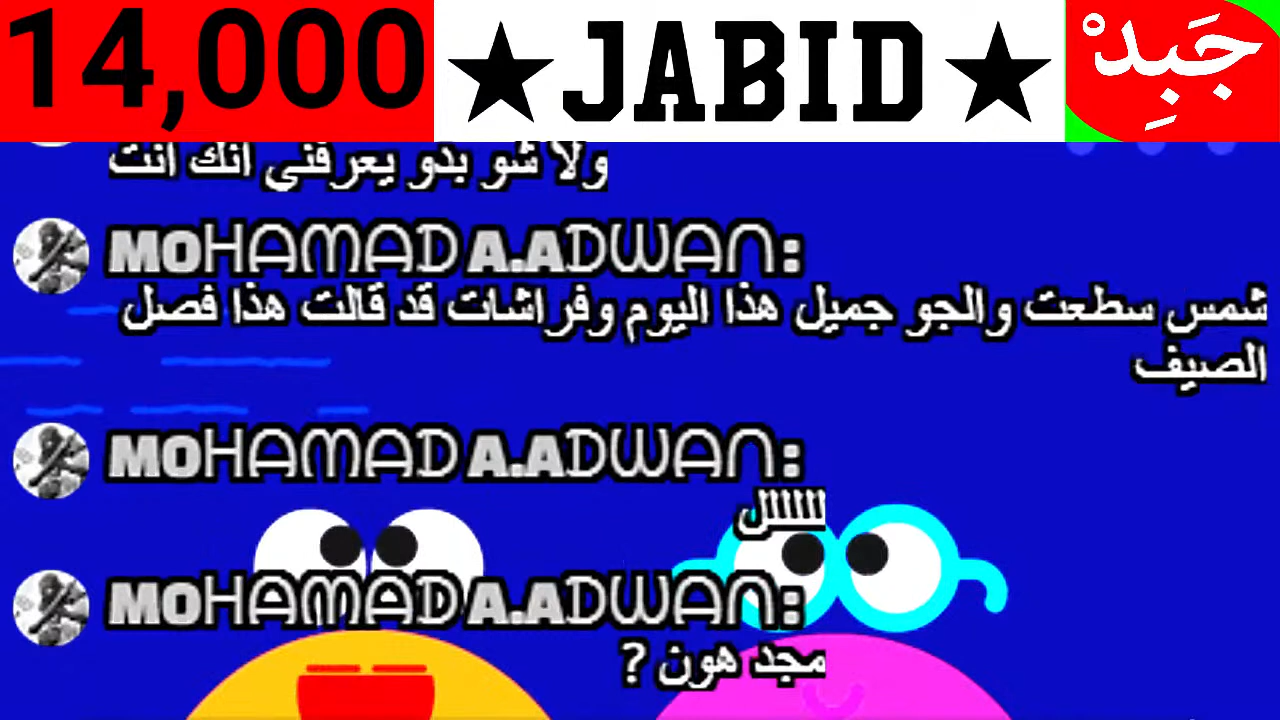 14,000 ★JABID★ جَبِدْ
ولا شو بدو يعرفني انك انت
MOHAMAD A.ADWAN:
شمس سطعت والجو جميل هذا اليوم وفراشات قد قالت هذا فصل
الصيف
MOHAMAD A.ADWAN:
لللللل
MOHAMAD A.ADWAN:
مجد هون ?